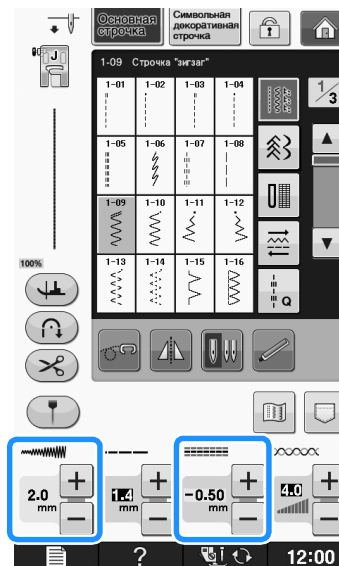 Основная строчка
Символьная декоративная строчка
J
1-09 Строчка "зигзаг"
1/3
1-01 1-02 1-03 1-04
1-05 1-06 1-07 1-08
1-09 1-10 1-11 1-12
1-13 1-14 1-15 1-16
Q
100%
2.0 mm
1.4 mm
-0.50 mm
4.0
? 12:00